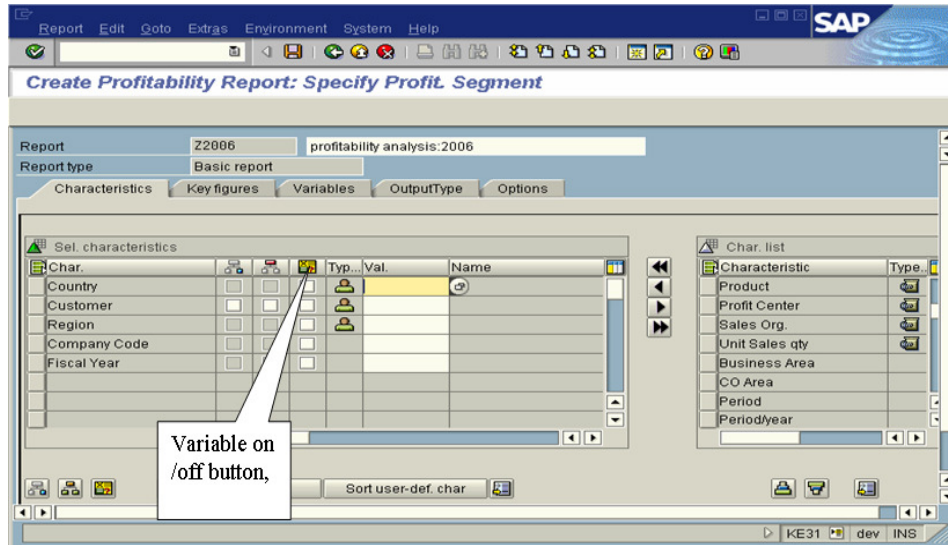 Report Edit Goto Extras Environment System Help
SAP
Create Profitability Report: Specify Profit. Segment
Report Z2006 profitability analysis:2006
Report type Basic report
Characteristics Key figures Variables OutputType Options
Sel. characteristics Char. list
Char. Typ... Val. Name Characteristic Type..
Country Product
Customer Profit Center
Region Sales Org.
Company Code Unit Sales qty
Fiscal Year Business Area
CO Area
Period
Period/year
Variable on
/off button,
Sort user-def. char
KE31 dev INS